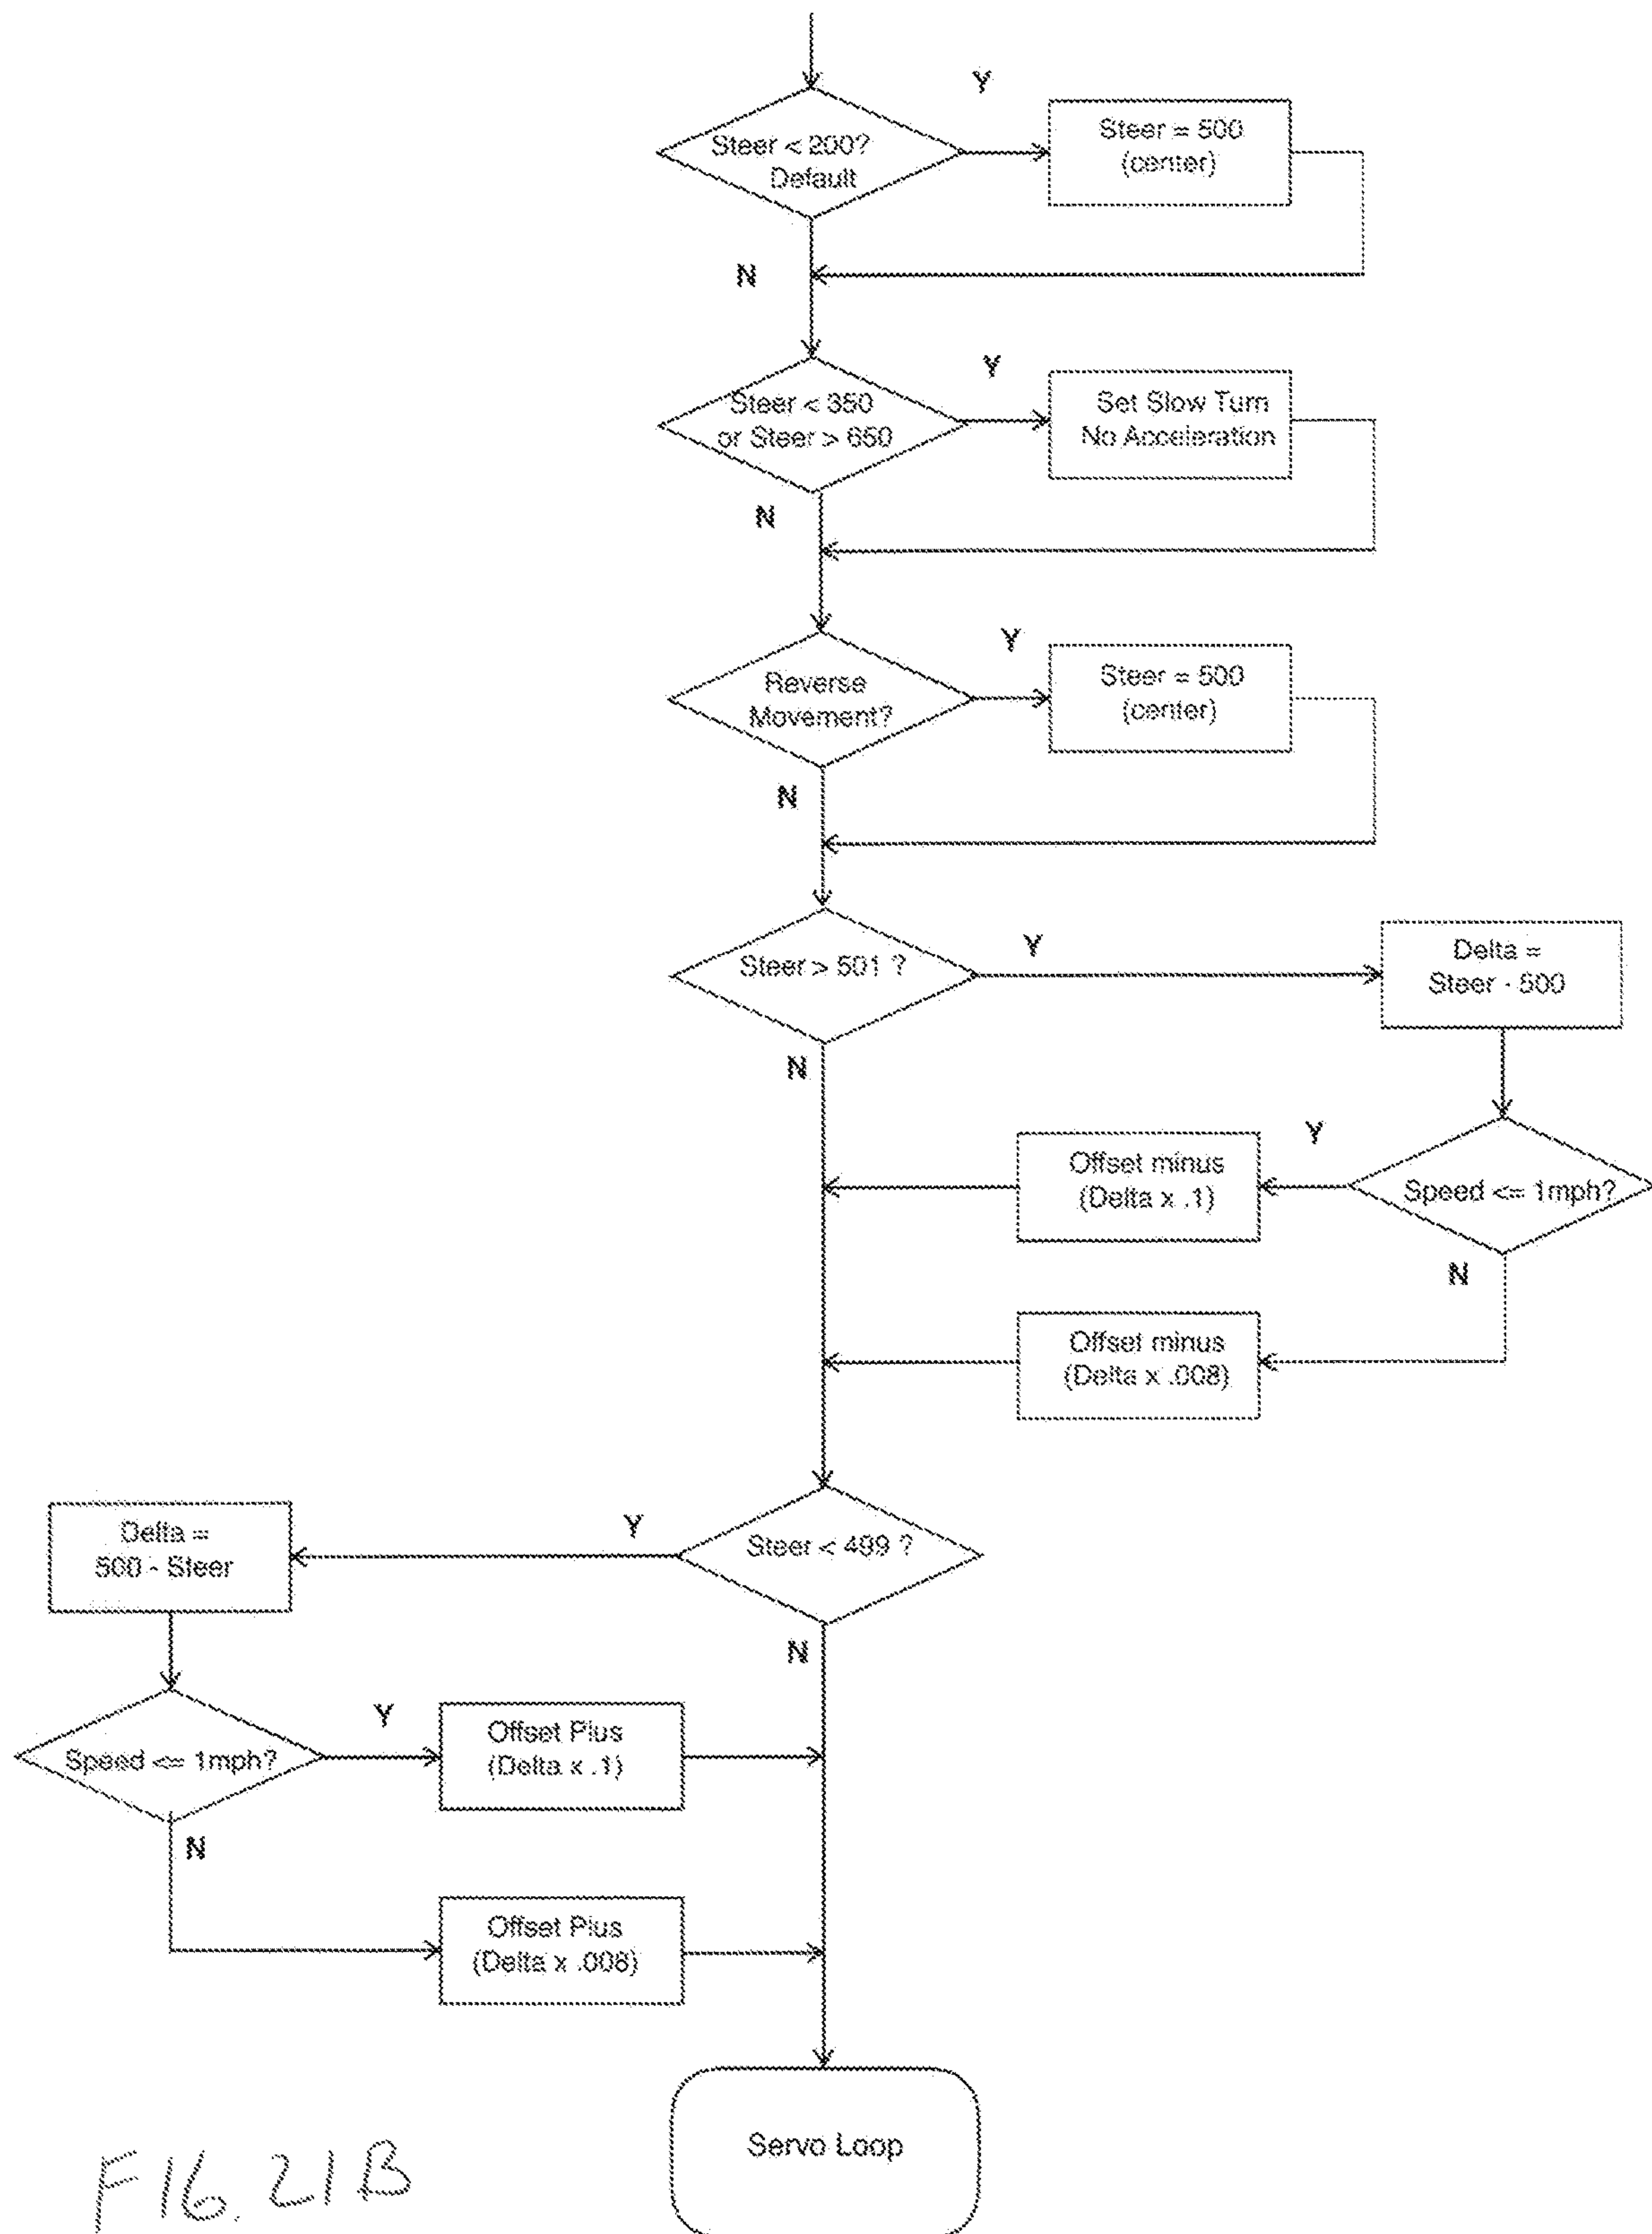 Y
Steer < 200?
Default
Steer = 500
(center)
N
Y
Steer < 350
or Steer > 650
Set Slow Turn
No Acceleration
N
Y
Reverse
Movement?
Steer = 500
(center)
N
Y
Steer > 501 ?
Delta =
Steer - 500
N
Y
Offset minus
(Delta x .1)
Speed <= 1mph?
N
Offset minus
(Delta x .008)
Y
Steer < 499 ?
Delta =
500 - Steer
N
Y
Speed <= 1mph?
Offset Plus
(Delta x .1)
N
Offset Plus
(Delta x .008)
Servo Loop
FIG. 21B